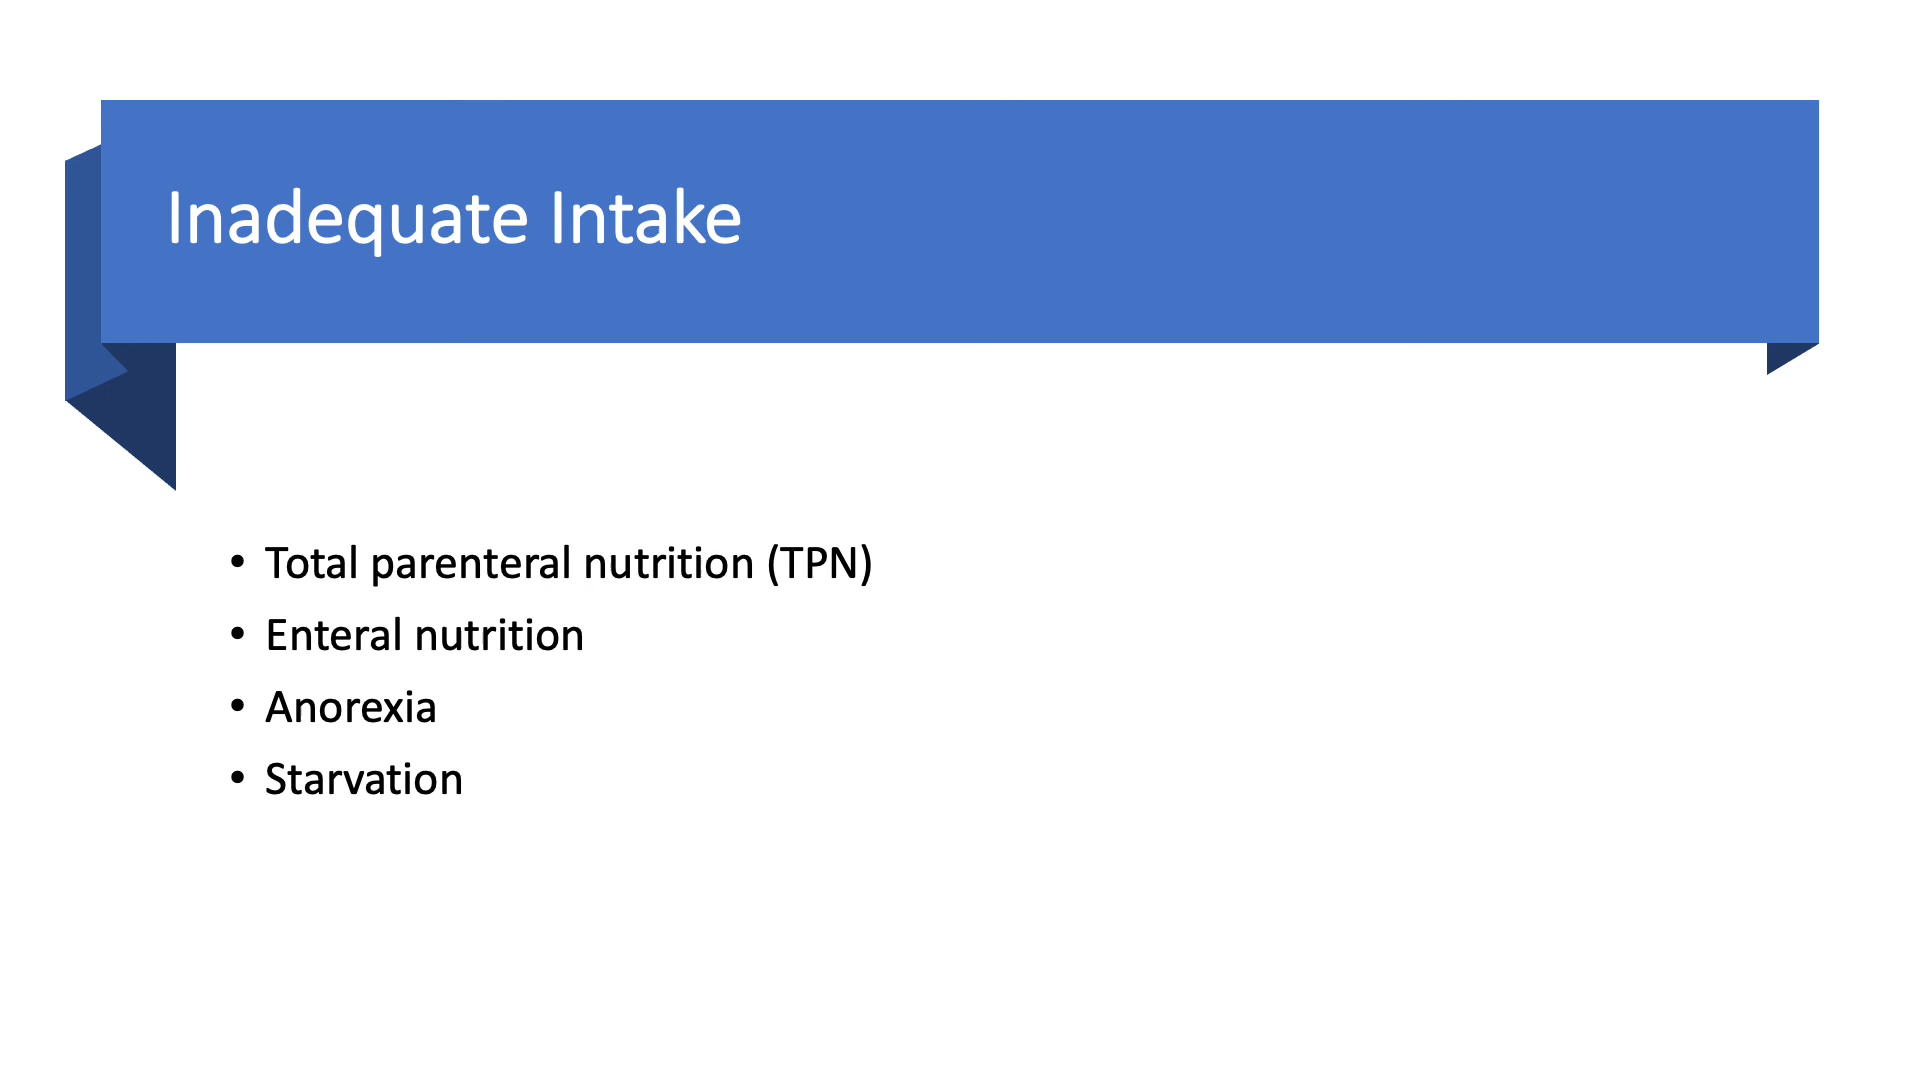 Inadequate Intake
• Total parenteral nutrition (TPN)
• Enteral nutrition
• Anorexia
• Starvation